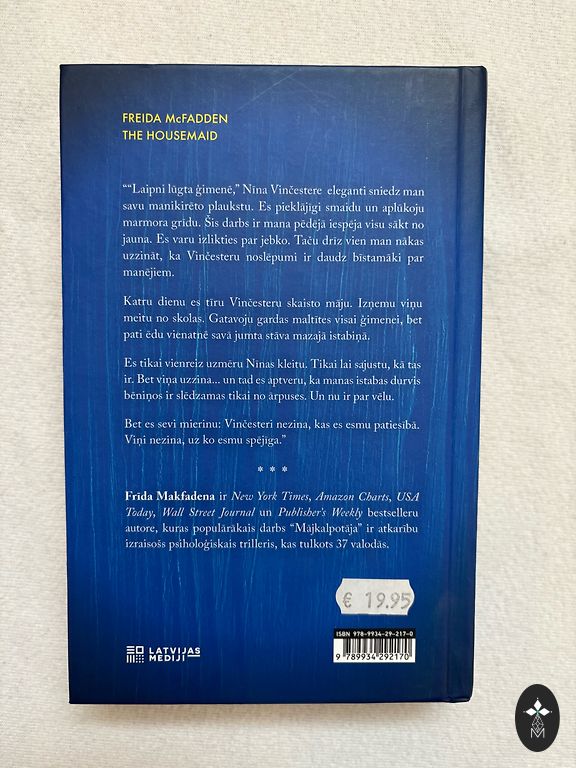 FREIDA McFADDEN
THE HOUSEMAID
““Laipni lūgta ģimenē,” Nīna Vinčestere eleganti sniedz man
savu manikirēto plaukstu. Es pieklājīgi smaidu un aplūkoju
marmora grīdu. Šis darbs ir mana pēdējā iespēja visu sākt no
jauna. Es varu izlikties par jebko. Taču drīz vien man nākas
uzzināt, ka Vinčesteru noslēpumi ir daudz bīstamāki par
manējiem.
Katru dienu es tīru Vinčesteru skaisto māju. Izņemu viņu
meitu no skolas. Gatavoju gardas maltītes visai ģimenei, bet
pati ēdu vienatnē savā jumta stāva mazajā istabiņā.
Es tikai vienreiz uzmēru Nīnas kleitu. Tikai lai sajustu, kā tas
ir. Bet viņa uzzina... un tad es aptveru, ka manas istabas durvis
bēniņos ir slēdzamas tikai no ārpuses. Un nu ir par vēlu.
Bet es sevi mierinu: Vinčesteri nezina, kas es esmu patiesībā.
Viņi nezina, uz ko esmu spējīga.”
* * *
Frīda Makfadena ir New York Times, Amazon Charts, USA
Today, Wall Street Journal un Publisher's Weekly bestselleru
autore, kuras populārākais darbs “Mājkalpotāja” ir atkarību
izraisošs psiholoģiskais trilleris, kas tulkots 37 valodās.
€ 19.95
ISBN 978-9934-29-217-0
9 789934 292170
LATVIJAS
MEDIJI
M